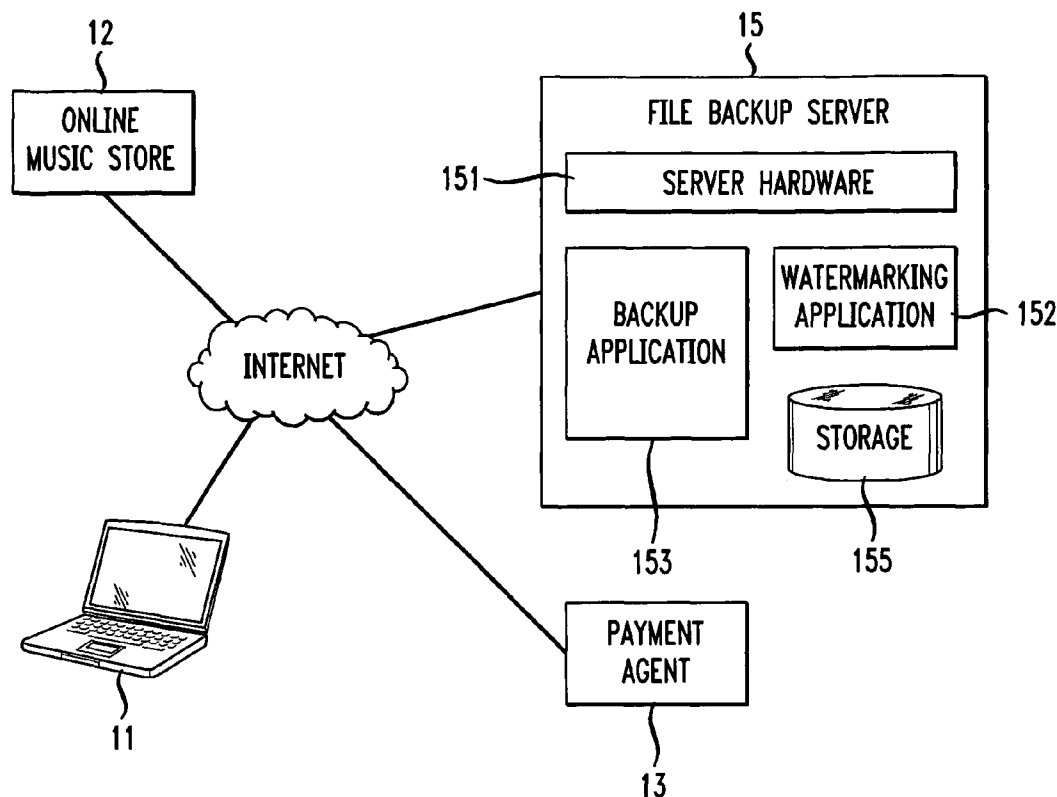 12
ONLINE
MUSIC STORE
15
FILE BACKUP SERVER
151
SERVER HARDWARE
BACKUP
APPLICATION
WATERMARKING
APPLICATION
152
STORAGE
153
155
INTERNET
11
PAYMENT
AGENT
13